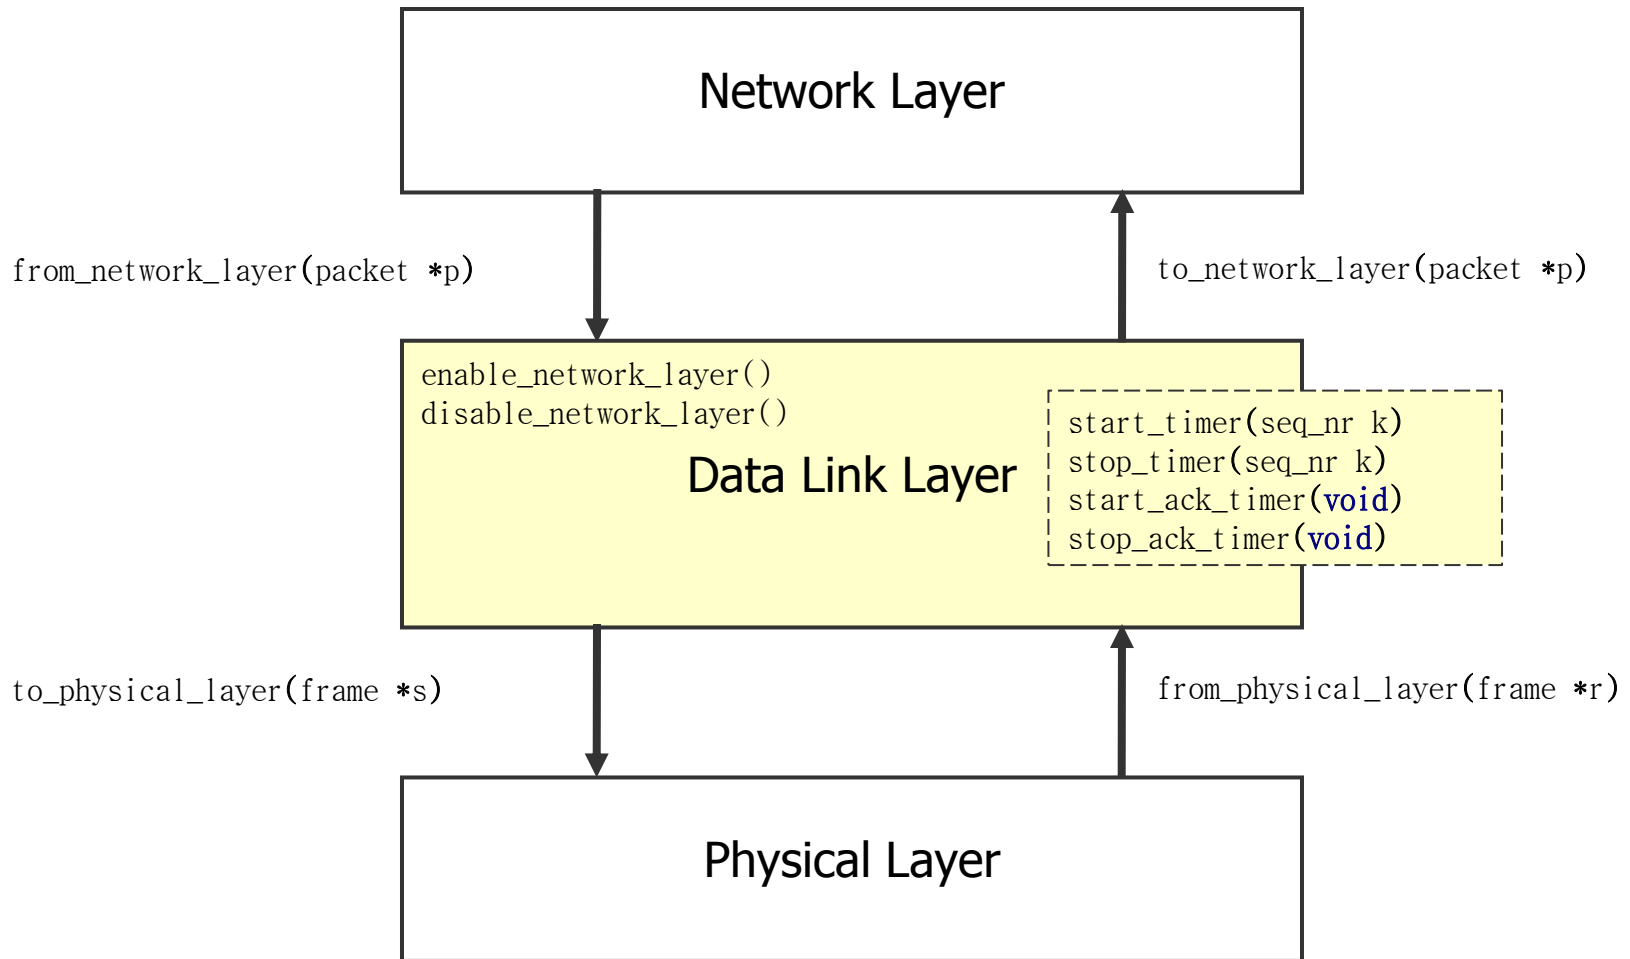 Network Layer
from_network_layer(packet *p)
to_network_layer(packet *p)
enable_network_layer()
disable_network_layer()
Data Link Layer
start_timer(seq_nr k)
stop_timer(seq_nr k)
start_ack_timer(void)
stop_ack_timer(void)
to_physical_layer(frame *s)
from_physical_layer(frame *r)
Physical Layer